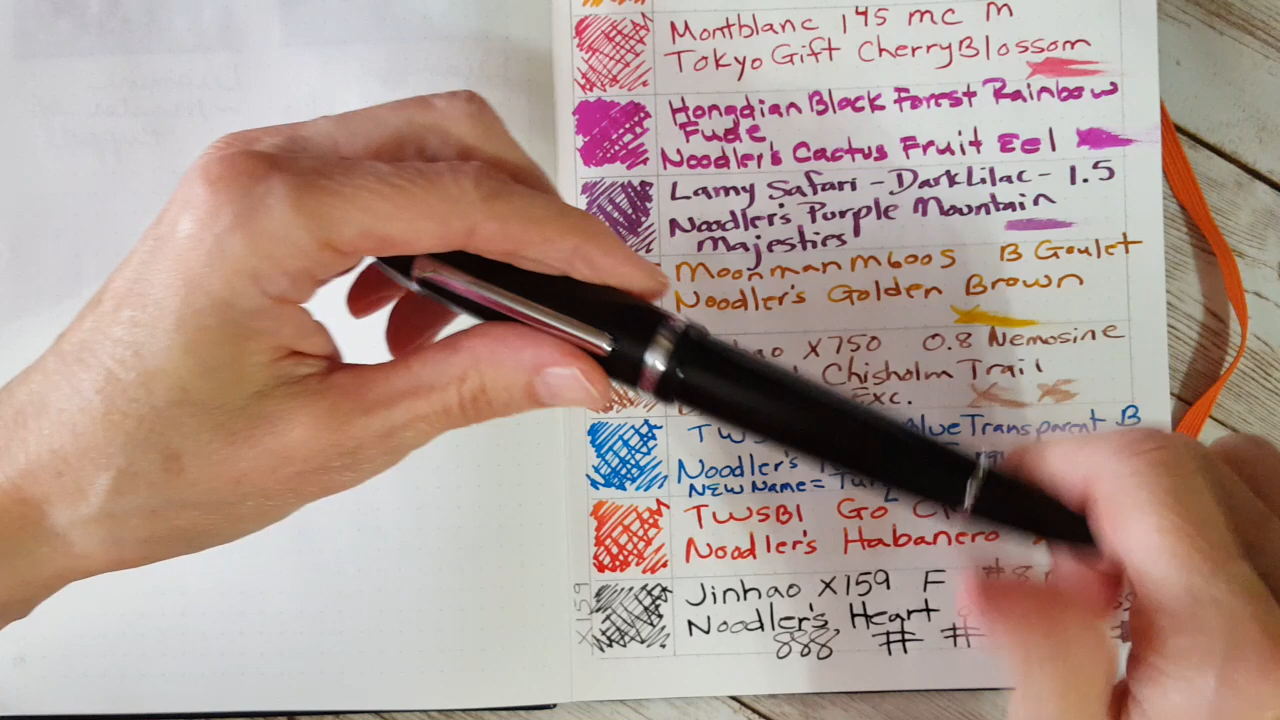 Montblanc 145 mc M
Tokyo Gift CherryBlossom
Hongdian Black Forest Rainbow
Fude
Noodler's Cactus Fruit Eel
Lamy Safari - DarkLilac - 1.5
Noodler's Purple Mountain
Majesties
Moonman M600S B Goulet
Noodler's Golden Brown
X750 0.8 Nemosine
Chisholm Trail
Exc.
Blue Transparent B
Noodler's
New Name =
TWSBI Go
Noodler's Habanero
Jinhao X159 F #8
Noodler's Heart
888 # #
X159